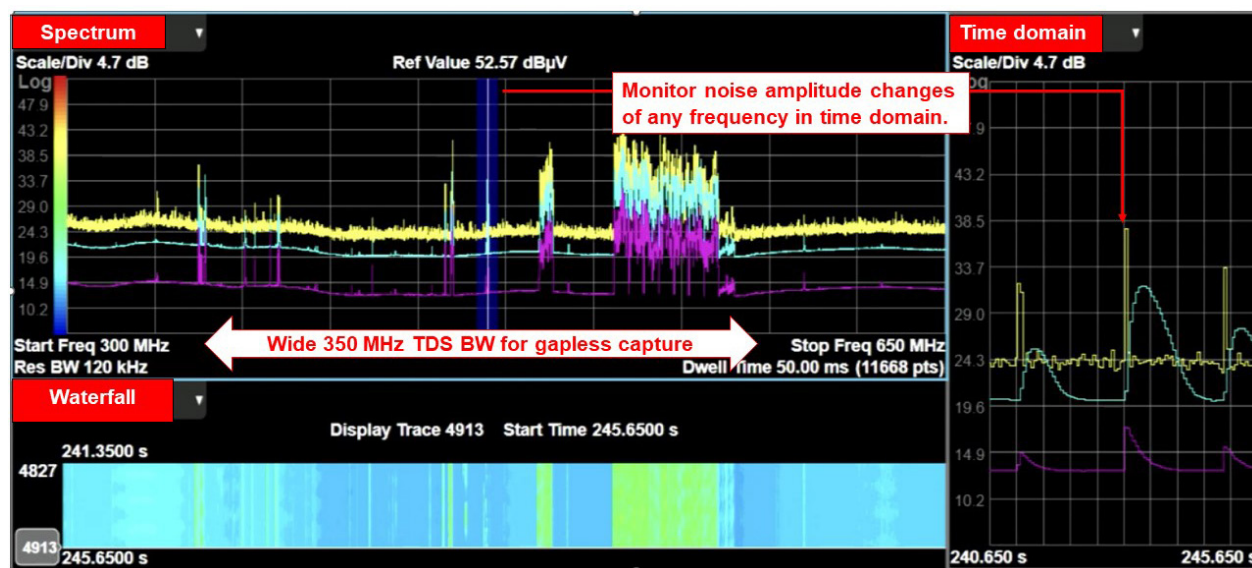 Spectrum
Scale/Div 4.7 dB
Ref Value 52.57 dBµV
Log
47.9
43.2
38.5
33.7
29.0
24.3
19.6
14.9
10.2
Monitor noise amplitude changes
of any frequency in time domain.
Wide 350 MHz TDS BW for gapless capture
Start Freq 300 MHz
Stop Freq 650 MHz
Res BW 120 kHz
Dwell Time 50.00 ms (11668 pts)
Time domain
Scale/Div 4.7 dB
43.2
38.5
33.7
29.0
24.3
19.6
14.9
10.2
240.650 s
245.650 s
Waterfall
Display Trace 4913 Start Time 245.6500 s
241.3500 s
4827
4913
245.6500 s